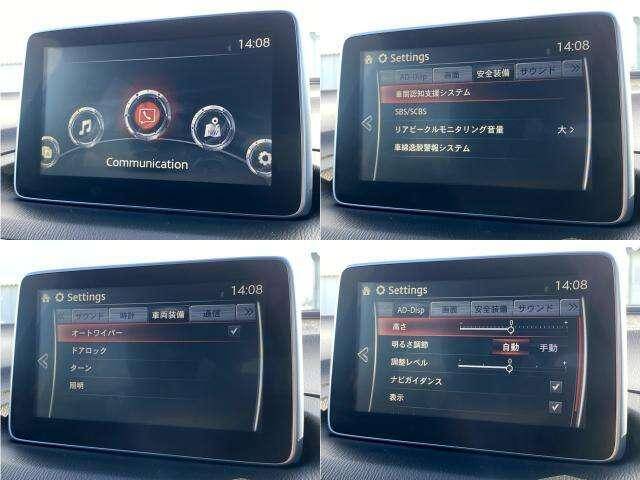 14:08
Communication
Settings 14:08
AD-Disp 画面 安全装備 サウンド
車間認知支援システム
SBS/SCBS
リアビークルモニタリング音量 大
車線逸脱警報システム
Settings 14:08
サウンド 時計 車両装備 通信
オートワイパー
ドアロック
ターン
照明
Settings 14:08
AD-Disp 画面 安全装備 サウンド
高さ 0
明るさ調節 自動 手動
調整レベル 0
ナビガイダンス
表示